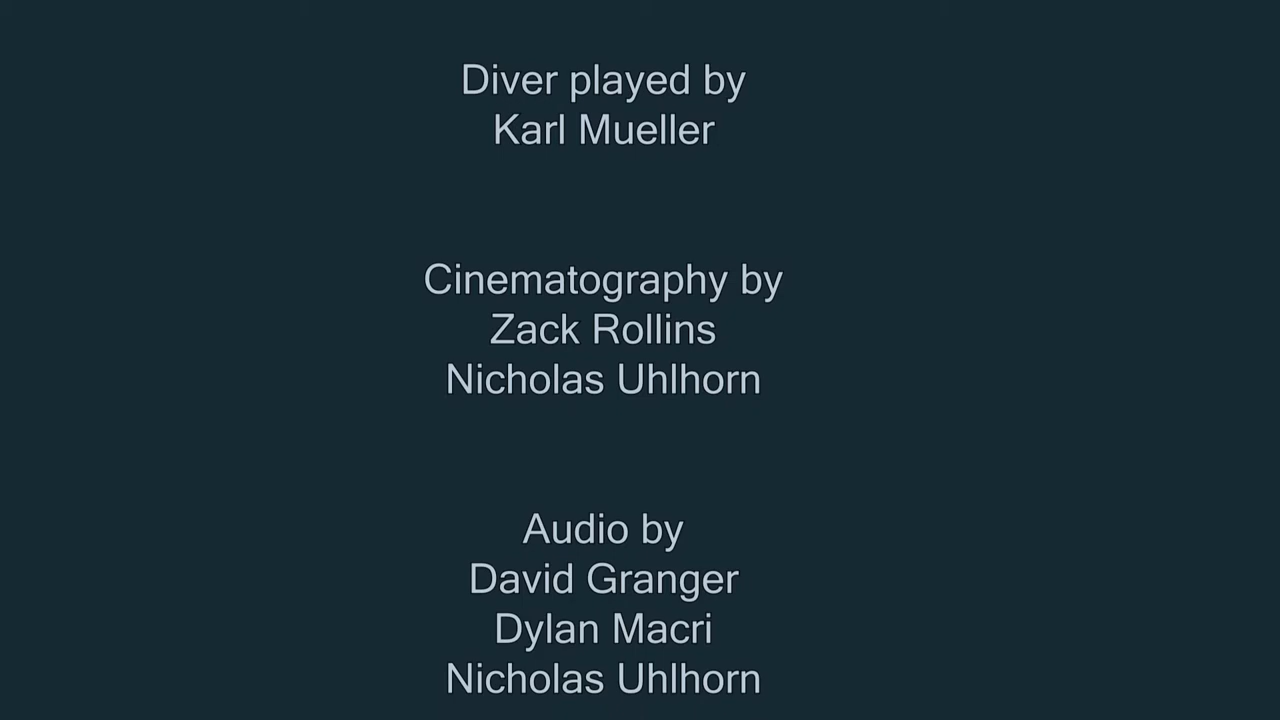 Diver played by
Karl Mueller
Cinematography by
Zack Rollins
Nicholas Uhlhorn
Audio by
David Granger
Dylan Macri
Nicholas Uhlhorn